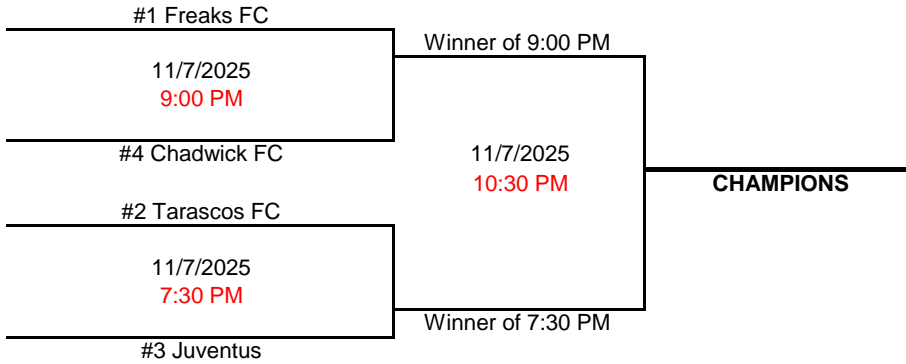 #1 Freaks FC
Winner of 9:00 PM
11/7/2025
9:00 PM
#4 Chadwick FC
11/7/2025
10:30 PM
CHAMPIONS
#2 Tarascos FC
11/7/2025
7:30 PM
Winner of 7:30 PM
#3 Juventus